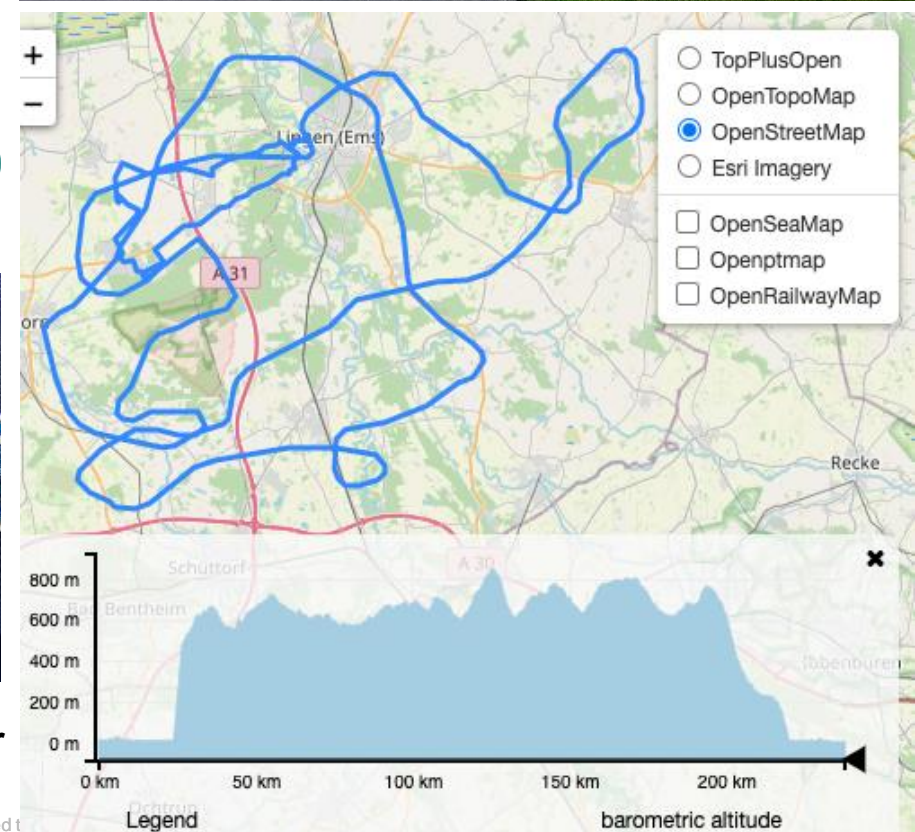 +
TopPlusOpen
−
OpenTopoMap
OpenStreetMap
Lingen (Ems)
Esri Imagery
OpenSeaMap
Openptmap
A 31
OpenRailwayMap
Recke
Schüttorf
A 30
800 m
Bad Bentheim
600 m
400 m
Ibbenbüren
200 m
0 m
0 km
50 km
100 km
150 km
200 km
Ochtrup
Legend
barometric altitude